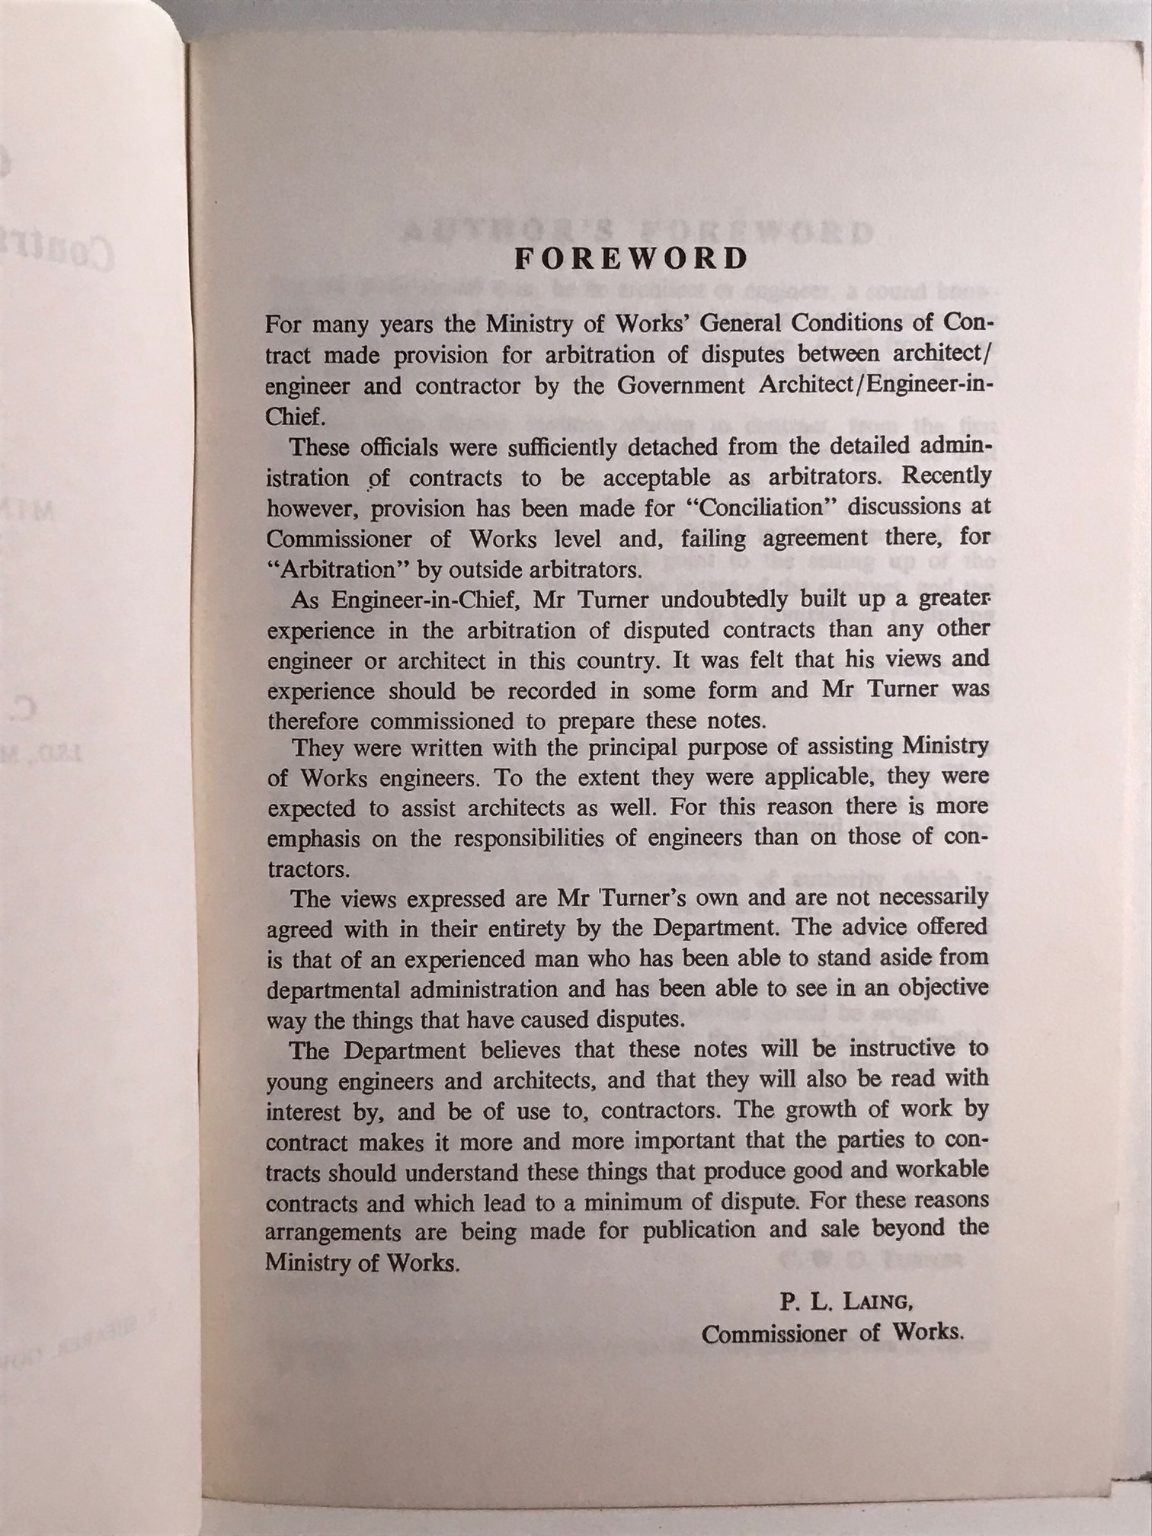 FOREWORD
For many years the Ministry of Works’ General Conditions of Con-
tract made provision for arbitration of disputes between architect/
engineer and contractor by the Government Architect/Engineer-in-
Chief.
These officials were sufficiently detached from the detailed admin-
istration of contracts to be acceptable as arbitrators. Recently
however, provision has been made for “Conciliation” discussions at
Commissioner of Works level and, failing agreement there, for
“Arbitration” by outside arbitrators.
As Engineer-in-Chief, Mr Turner undoubtedly built up a greater
experience in the arbitration of disputed contracts than any other
engineer or architect in this country. It was felt that his views and
experience should be recorded in some form and Mr Turner was
therefore commissioned to prepare these notes.
They were written with the principal purpose of assisting Ministry
of Works engineers. To the extent they were applicable, they were
expected to assist architects as well. For this reason there is more
emphasis on the responsibilities of engineers than on those of con-
tractors.
The views expressed are Mr Turner’s own and are not necessarily
agreed with in their entirety by the Department. The advice offered
is that of an experienced man who has been able to stand aside from
departmental administration and has been able to see in an objective
way the things that have caused disputes.
The Department believes that these notes will be instructive to
young engineers and architects, and that they will also be read with
interest by, and be of use to, contractors. The growth of work by
contract makes it more and more important that the parties to con-
tracts should understand these things that produce good and workable
contracts and which lead to a minimum of dispute. For these reasons
arrangements are being made for publication and sale beyond the
Ministry of Works.
P. L. LAING,
Commissioner of Works.